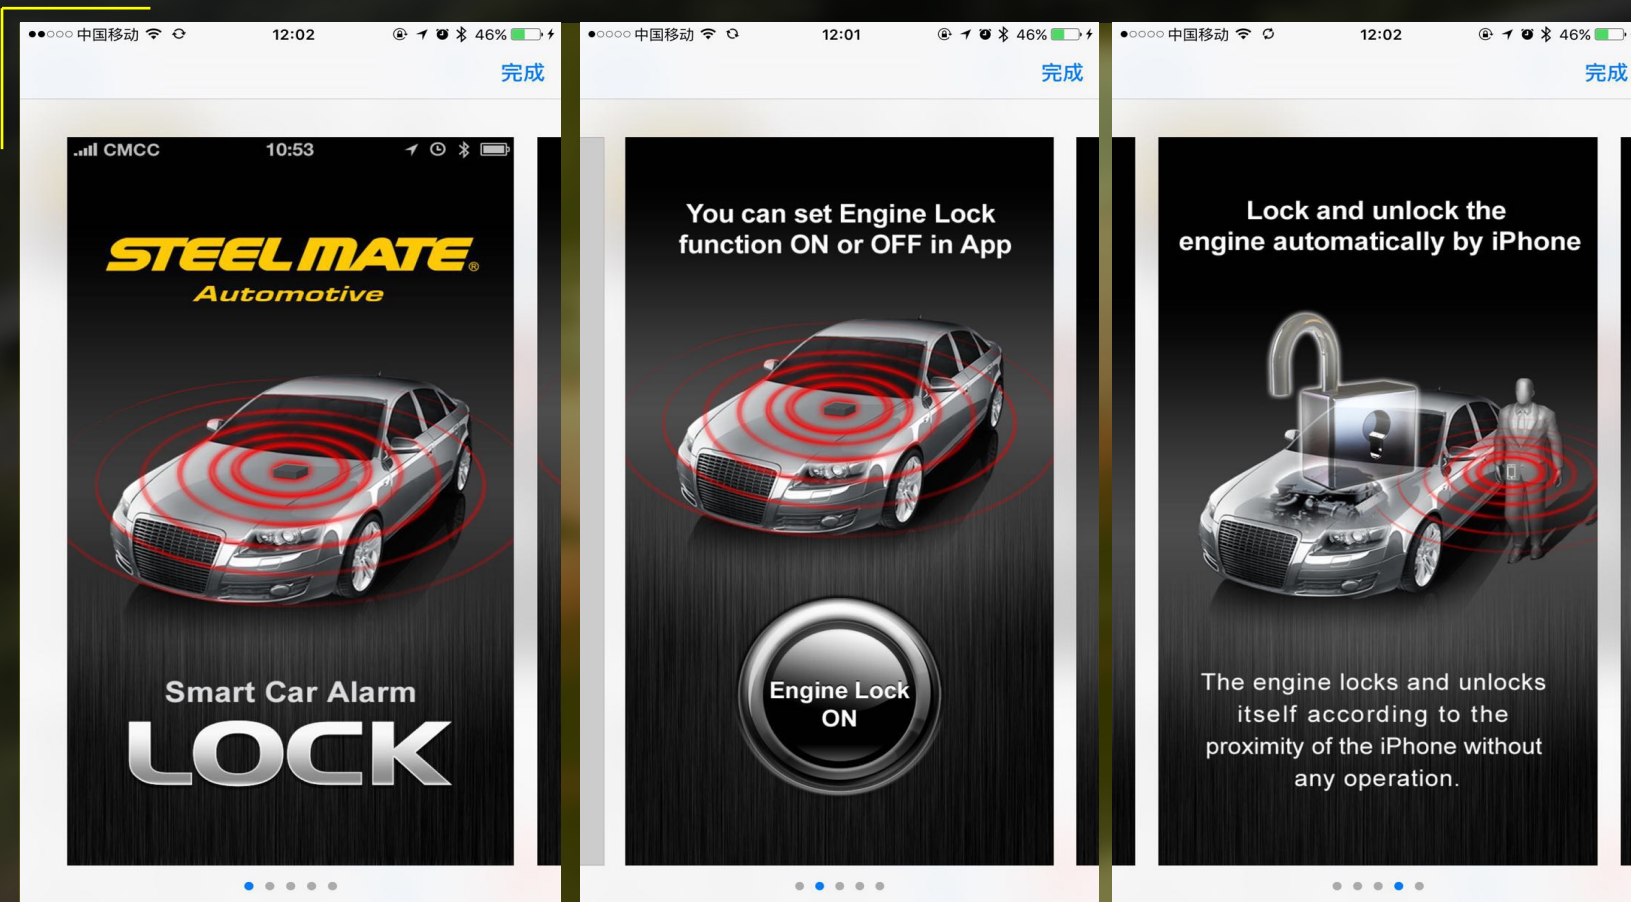 中国移动
12:02
46%
完成
CMCC
10:53
STEEL MATE®
Automotive
Smart Car Alarm
LOCK
中国移动
12:01
46%
完成
You can set Engine Lock
function ON or OFF in App
Engine Lock
ON
中国移动
12:02
46%
完成
Lock and unlock the
engine automatically by iPhone
The engine locks and unlocks
itself according to the
proximity of the iPhone without
any operation.